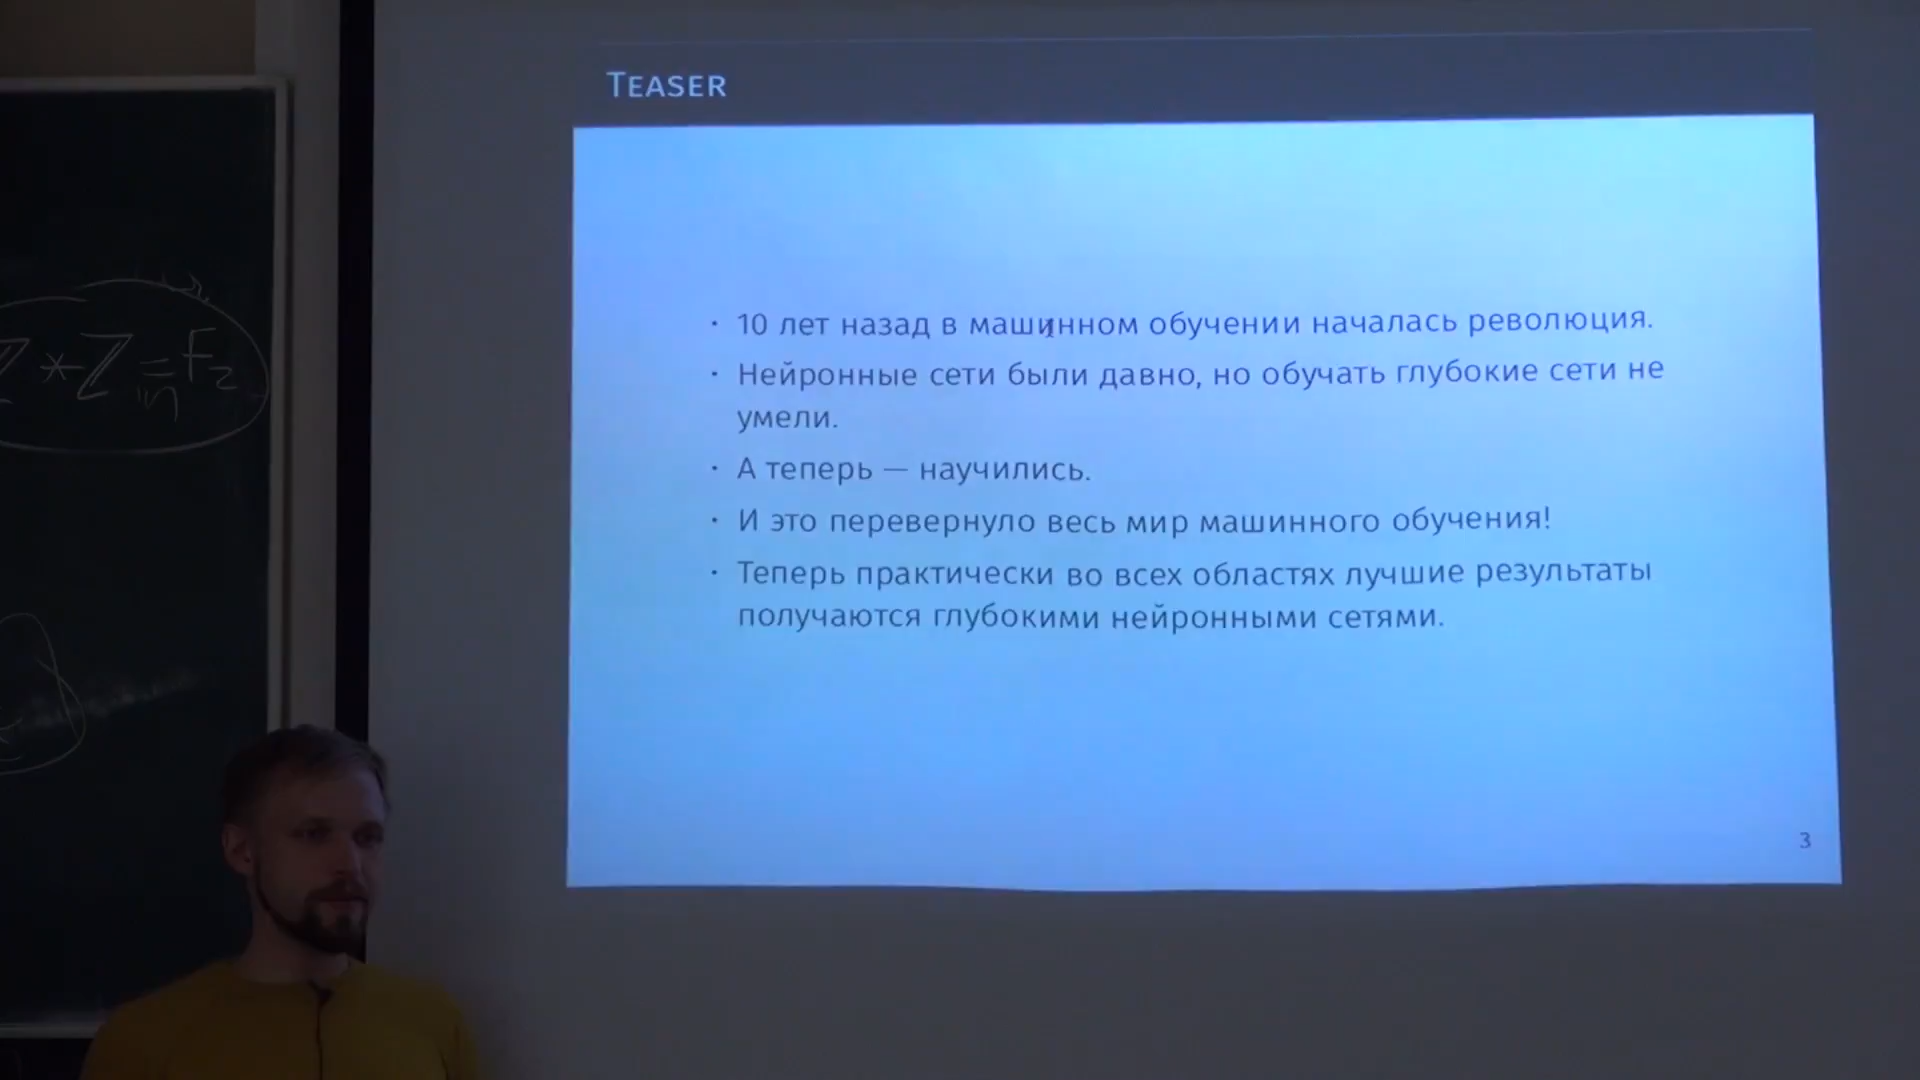 TEASER
· 10 лет назад в машинном обучении началась революция.
· Нейронные сети были давно, но обучать глубокие сети не
умели.
· А теперь — научились.
· И это перевернуло весь мир машинного обучения!
· Теперь практически во всех областях лучшие результаты
получаются глубокими нейронными сетями.
3
Z * Z = F₂